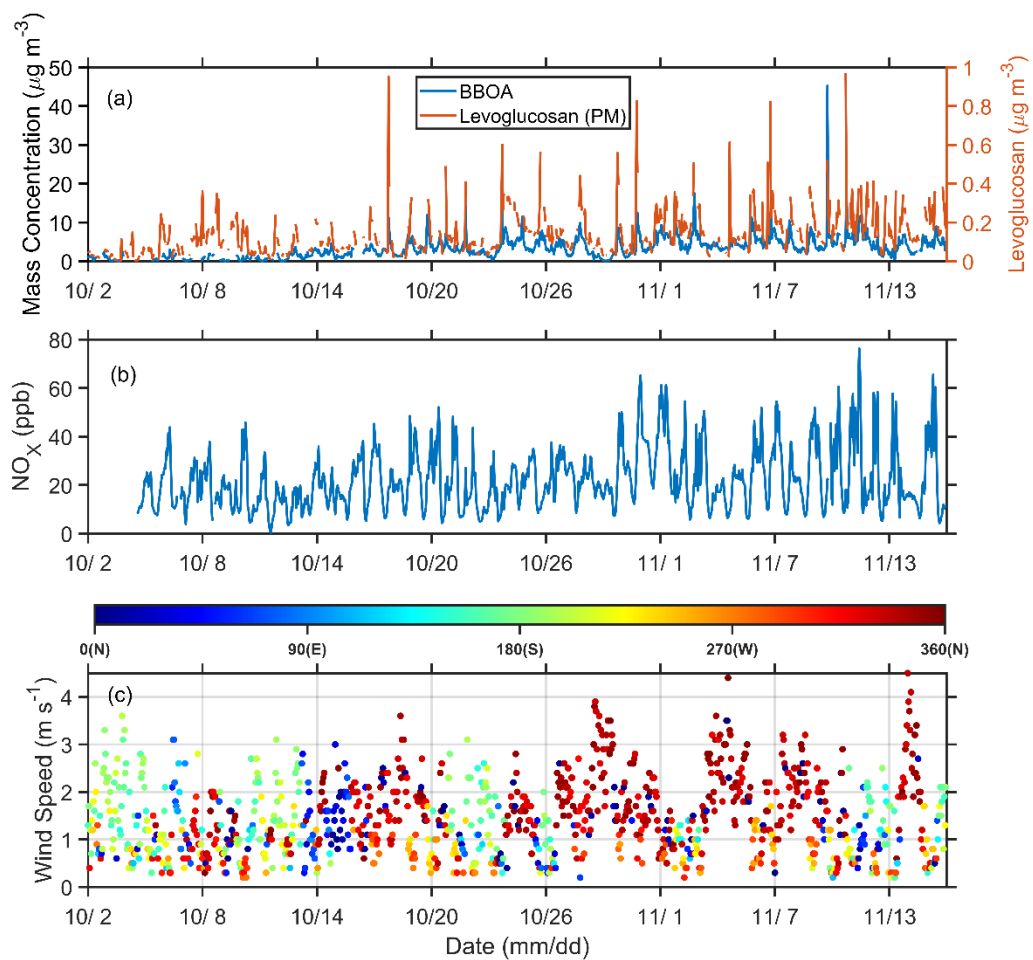 (a)
BBOA
Levoglucosan (PM)
Mass Concentration (μg m⁻³)
50
40
30
20
10
0
Levoglucosan (μg m⁻³)
1
0.8
0.6
0.4
0.2
0
10/ 2 10/ 8 10/14 10/20 10/26 11/ 1 11/ 7 11/13
(b)
NOX (ppb)
80
60
40
20
0
10/ 2 10/ 8 10/14 10/20 10/26 11/ 1 11/ 7 11/13
0(N) 90(E) 180(S) 270(W) 360(N)
(c)
Wind Speed (m s⁻¹)
4
3
2
1
0
10/ 2 10/ 8 10/14 10/20 10/26 11/ 1 11/ 7 11/13
Date (mm/dd)